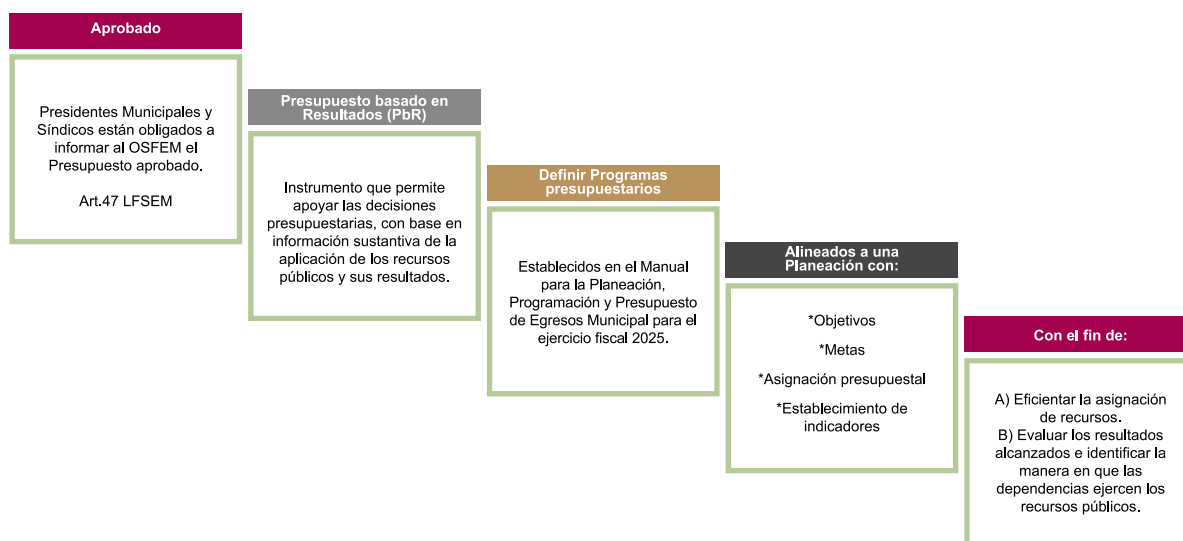 Aprobado
Presidentes Municipales y
Síndicos están obligados a
informar al OSFEM el
Presupuesto aprobado.
Art.47 LFSEM
Presupuesto basado en
Resultados (PbR)
Instrumento que permite
apoyar las decisiones
presupuestarias, con base en
información sustantiva de la
aplicación de los recursos
públicos y sus resultados.
Definir Programas
presupuestarios
Establecidos en el Manual
para la Planeación,
Programación y Presupuesto
de Egresos Municipal para el
ejercicio fiscal 2025.
Alineados a una
Planeación con:
*Objetivos
*Metas
*Asignación presupuestal
*Establecimiento de
indicadores
Con el fin de:
A) Eficientar la asignación
de recursos.
B) Evaluar los resultados
alcanzados e identificar la
manera en que las
dependencias ejercen los
recursos públicos.